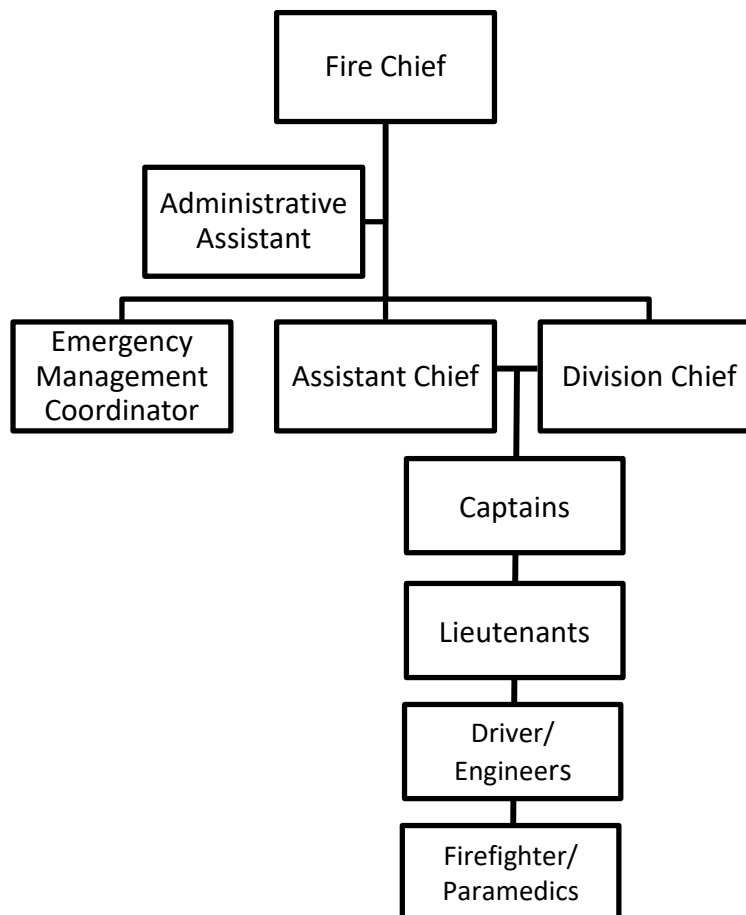 Fire Chief
Administrative
Assistant
Emergency
Management
Coordinator
Assistant Chief
Division Chief
Captains
Lieutenants
Driver/
Engineers
Firefighter/
Paramedics